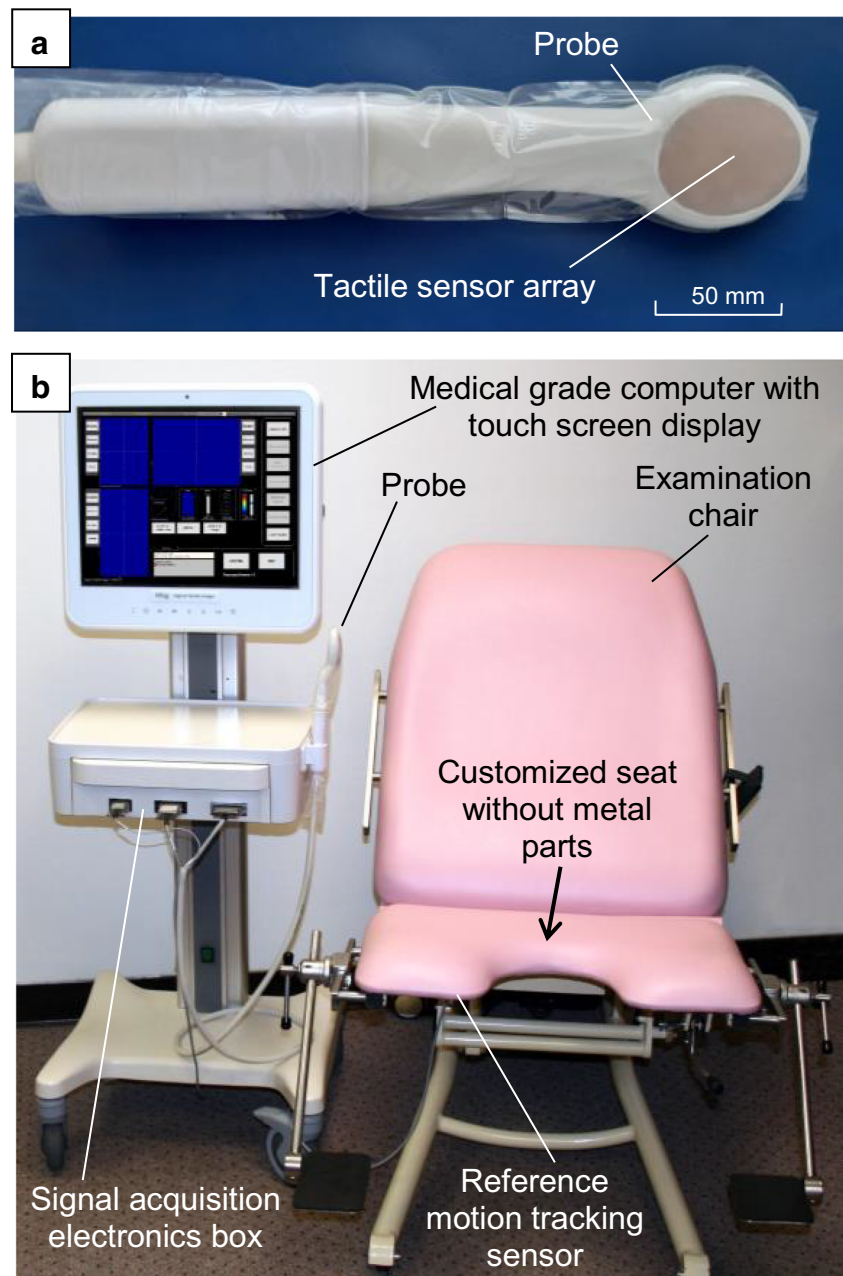 a
Probe
Tactile sensor array
50 mm
b
Medical grade computer with
touch screen display
Probe
Examination
chair
Customized seat
without metal
parts
Signal acquisition
electronics box
Reference
motion tracking
sensor